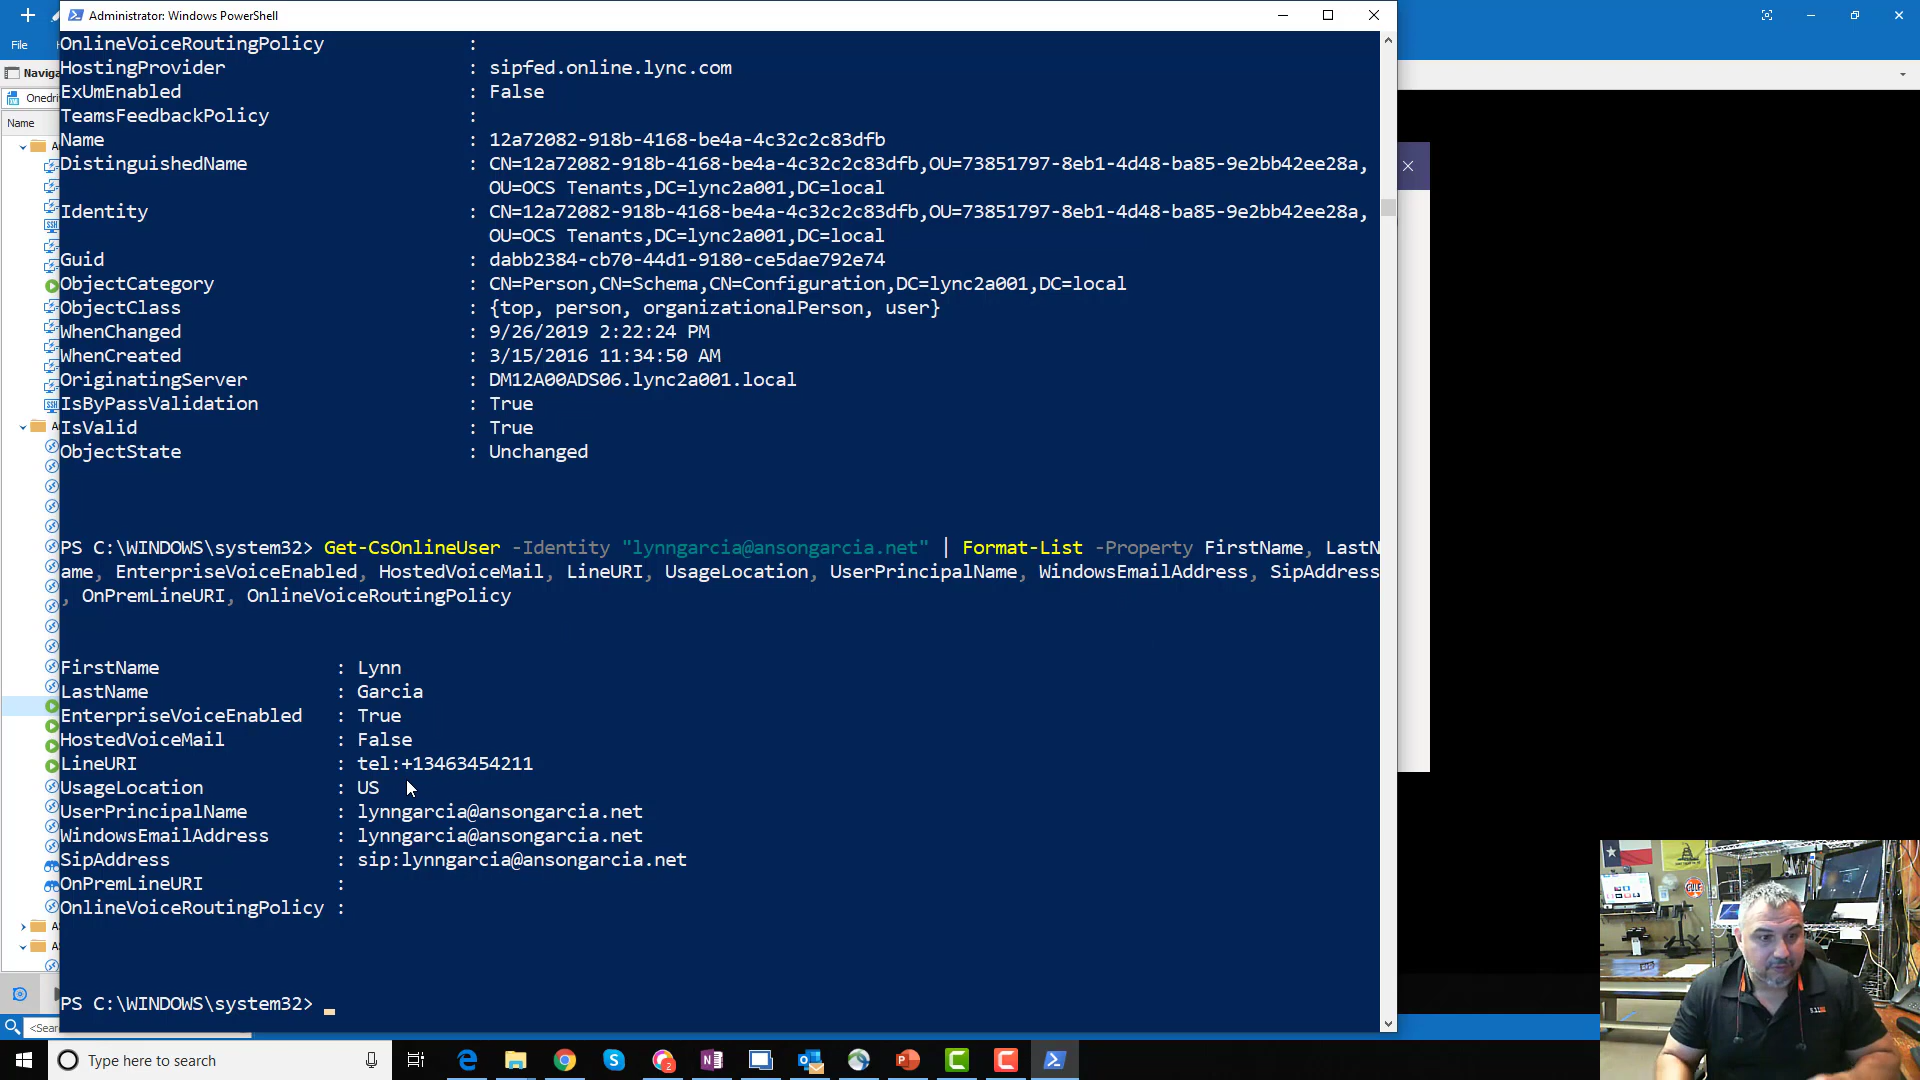 Administrator: Windows PowerShell
File
OnlineVoiceRoutingPolicy :
HostingProvider : sipfed.online.lync.com
ExUmEnabled : False
TeamsFeedbackPolicy :
Name : 12a72082-918b-4168-be4a-4c32c2c83dfb
DistinguishedName : CN=12a72082-918b-4168-be4a-4c32c2c83dfb,OU=73851797-8eb1-4d48-ba85-9e2bb42ee28a,
OU=OCS Tenants,DC=lync2a001,DC=local
Identity : CN=12a72082-918b-4168-be4a-4c32c2c83dfb,OU=73851797-8eb1-4d48-ba85-9e2bb42ee28a,
OU=OCS Tenants,DC=lync2a001,DC=local
Guid : dabb2384-cb70-44d1-9180-ce5dae792e74
ObjectCategory : CN=Person,CN=Schema,CN=Configuration,DC=lync2a001,DC=local
ObjectClass : {top, person, organizationalPerson, user}
WhenChanged : 9/26/2019 2:22:24 PM
WhenCreated : 3/15/2016 11:34:50 AM
OriginatingServer : DM12A00ADS06.lync2a001.local
IsByPassValidation : True
IsValid : True
ObjectState : Unchanged
PS C:\WINDOWS\system32> Get-CsOnlineUser -Identity "lynngarcia@ansongarcia.net" | Format-List -Property FirstName, LastN
ame, EnterpriseVoiceEnabled, HostedVoiceMail, LineURI, UsageLocation, UserPrincipalName, WindowsEmailAddress, SipAddress
, OnPremLineURI, OnlineVoiceRoutingPolicy
FirstName : Lynn
LastName : Garcia
EnterpriseVoiceEnabled : True
HostedVoiceMail : False
LineURI : tel:+13463454211
UsageLocation : US
UserPrincipalName : lynngarcia@ansongarcia.net
WindowsEmailAddress : lynngarcia@ansongarcia.net
SipAddress : sip:lynngarcia@ansongarcia.net
OnPremLineURI :
OnlineVoiceRoutingPolicy :
PS C:\WINDOWS\system32>
Naviga
Onedri
Name
<Sear
Type here to search